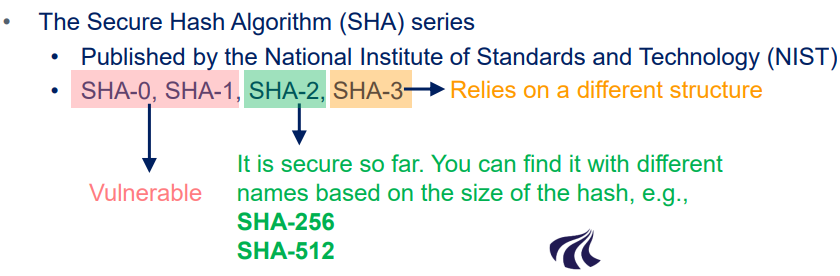 • The Secure Hash Algorithm (SHA) series
• Published by the National Institute of Standards and Technology (NIST)
• SHA-0, SHA-1, SHA-2, SHA-3 Relies on a different structure
It is secure so far. You can find it with different
Vulnerable names based on the size of the hash, e.g.,
SHA-256
SHA-512